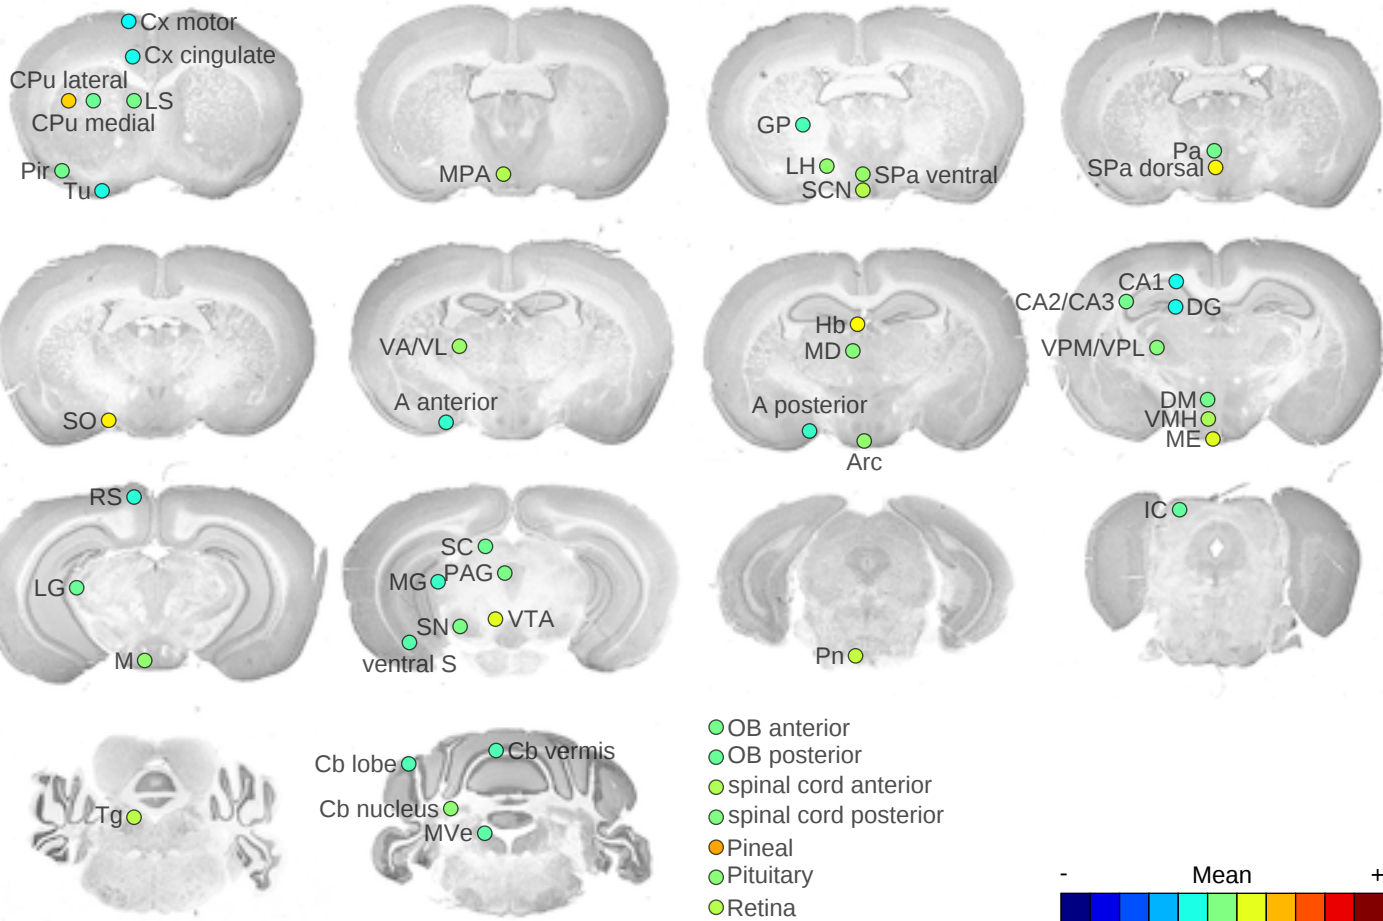 Cx motor
Cx cingulate
CPu lateral
LS
CPu medial
Pir
Tu
MPA
GP
LH
SPa ventral
SCN
Pa
SPa dorsal
SO
VA/VL
A anterior
Hb
MD
A posterior
Arc
CA1
CA2/CA3
DG
VPM/VPL
DM
VMH
ME
RS
LG
M
SC
PAG
MG
VTA
SN
ventral S
Pn
IC
Tg
Cb vermis
Cb lobe
Cb nucleus
MVe
OB anterior
OB posterior
spinal cord anterior
spinal cord posterior
Pineal
Pituitary
Retina
- Mean +